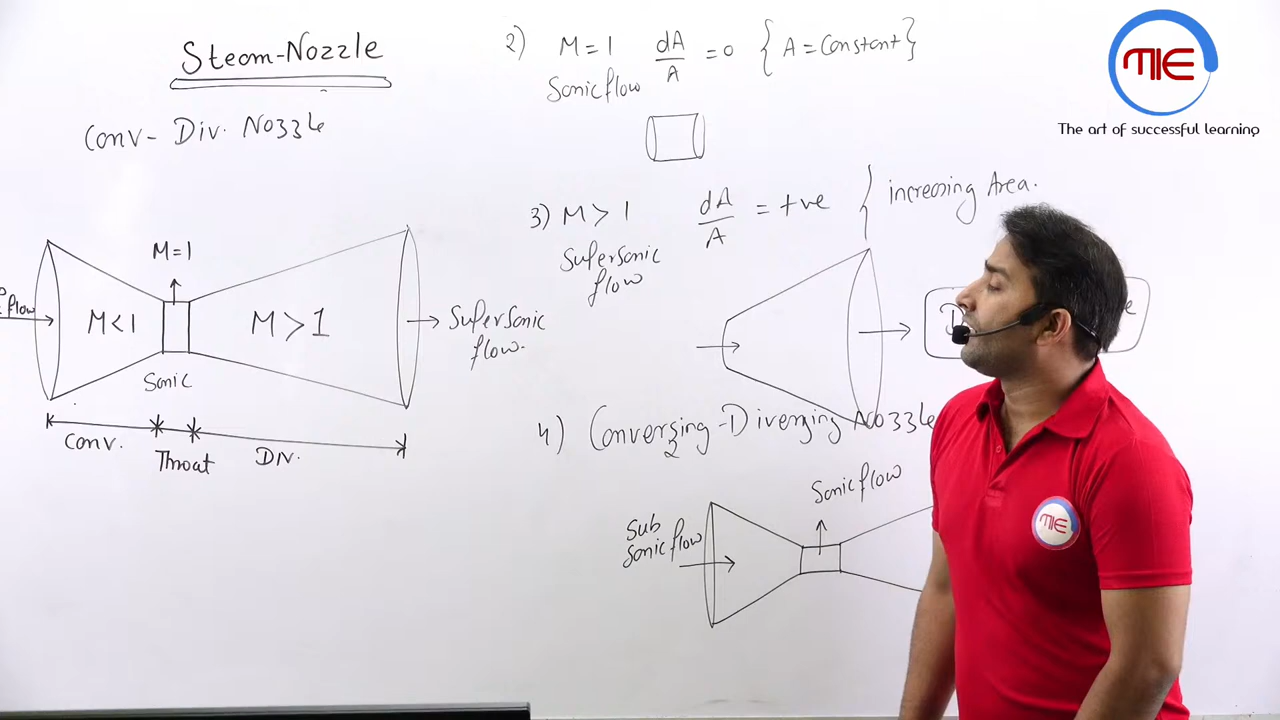 Steam-Nozzle
Conv- Div. Nozzle
M=1
flow
M<1
M>1
Supersonic
flow.
Sonic
Conv.
Throat
Div.
2) M=1 dA/A = 0 { A = Constant }
Sonic flow
3) M>1 dA/A = +ve { increasing Area.
Supersonic
flow
4) Converging-Diverging Nozzle
Sonic flow
Sub
Sonic flow
MIE
The art of successful learning
MIE